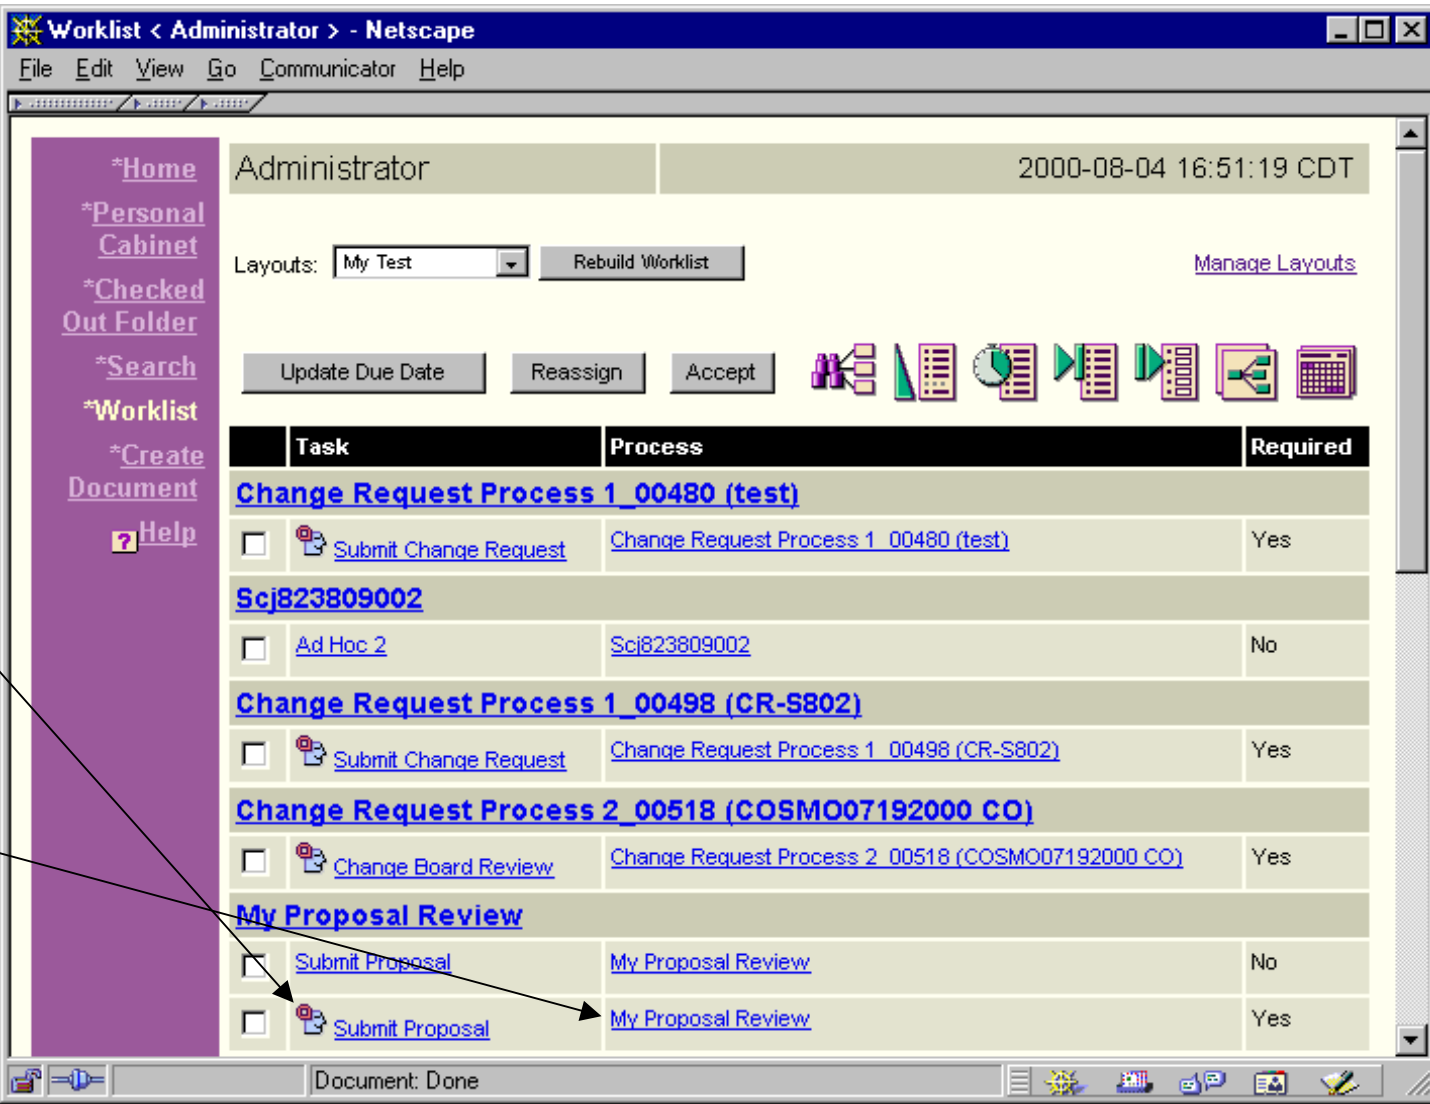 Worklist < Administrator > - Netscape
File Edit View Go Communicator Help
*Home
*Personal
Cabinet
*Checked
Out Folder
*Search
*Worklist
*Create
Document
? Help
Administrator 2000-08-04 16:51:19 CDT
Layouts: My Test Rebuild Worklist Manage Layouts
Update Due Date Reassign Accept
Task Process Required
Change Request Process 1_00480 (test)
Submit Change Request Change Request Process 1_00480 (test) Yes
Scj823809002
Ad Hoc 2 Scj823809002 No
Change Request Process 1_00498 (CR-S802)
Submit Change Request Change Request Process 1_00498 (CR-S802) Yes
Change Request Process 2_00518 (COSMO07192000 CO)
Change Board Review Change Request Process 2_00518 (COSMO07192000 CO) Yes
My Proposal Review
Submit Proposal My Proposal Review No
Submit Proposal My Proposal Review Yes
Document: Done